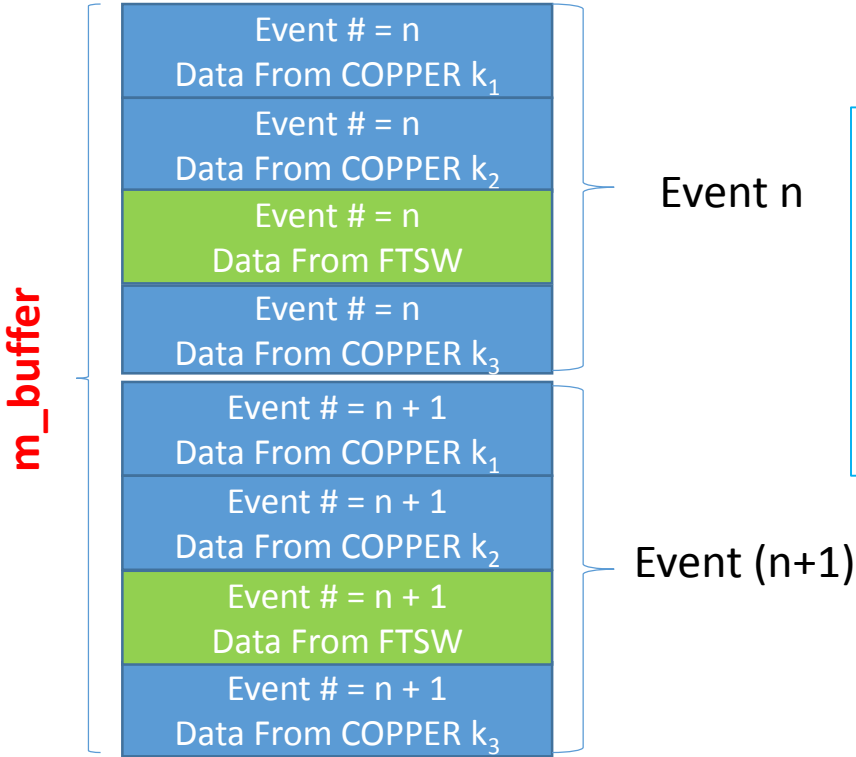 m_buffer
Event # = n
Data From COPPER k₁
Event # = n
Data From COPPER k₂
Event # = n
Data From FTSW
Event # = n
Data From COPPER k₃
Event n
Event # = n + 1
Data From COPPER k₁
Event # = n + 1
Data From COPPER k₂
Event # = n + 1
Data From FTSW
Event # = n + 1
Data From COPPER k₃
Event (n+1)